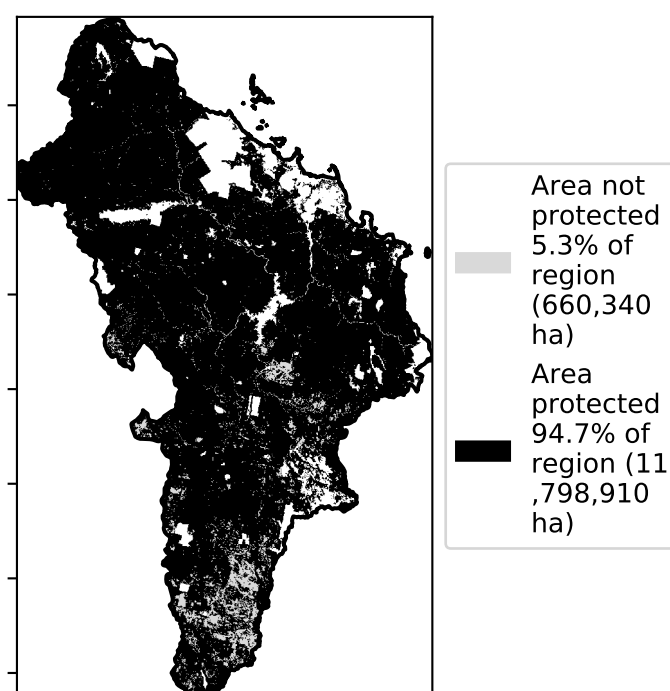 Area not
protected
5.3% of
region
(660,340
ha)
Area
protected
94.7% of
region (11
,798,910
ha)